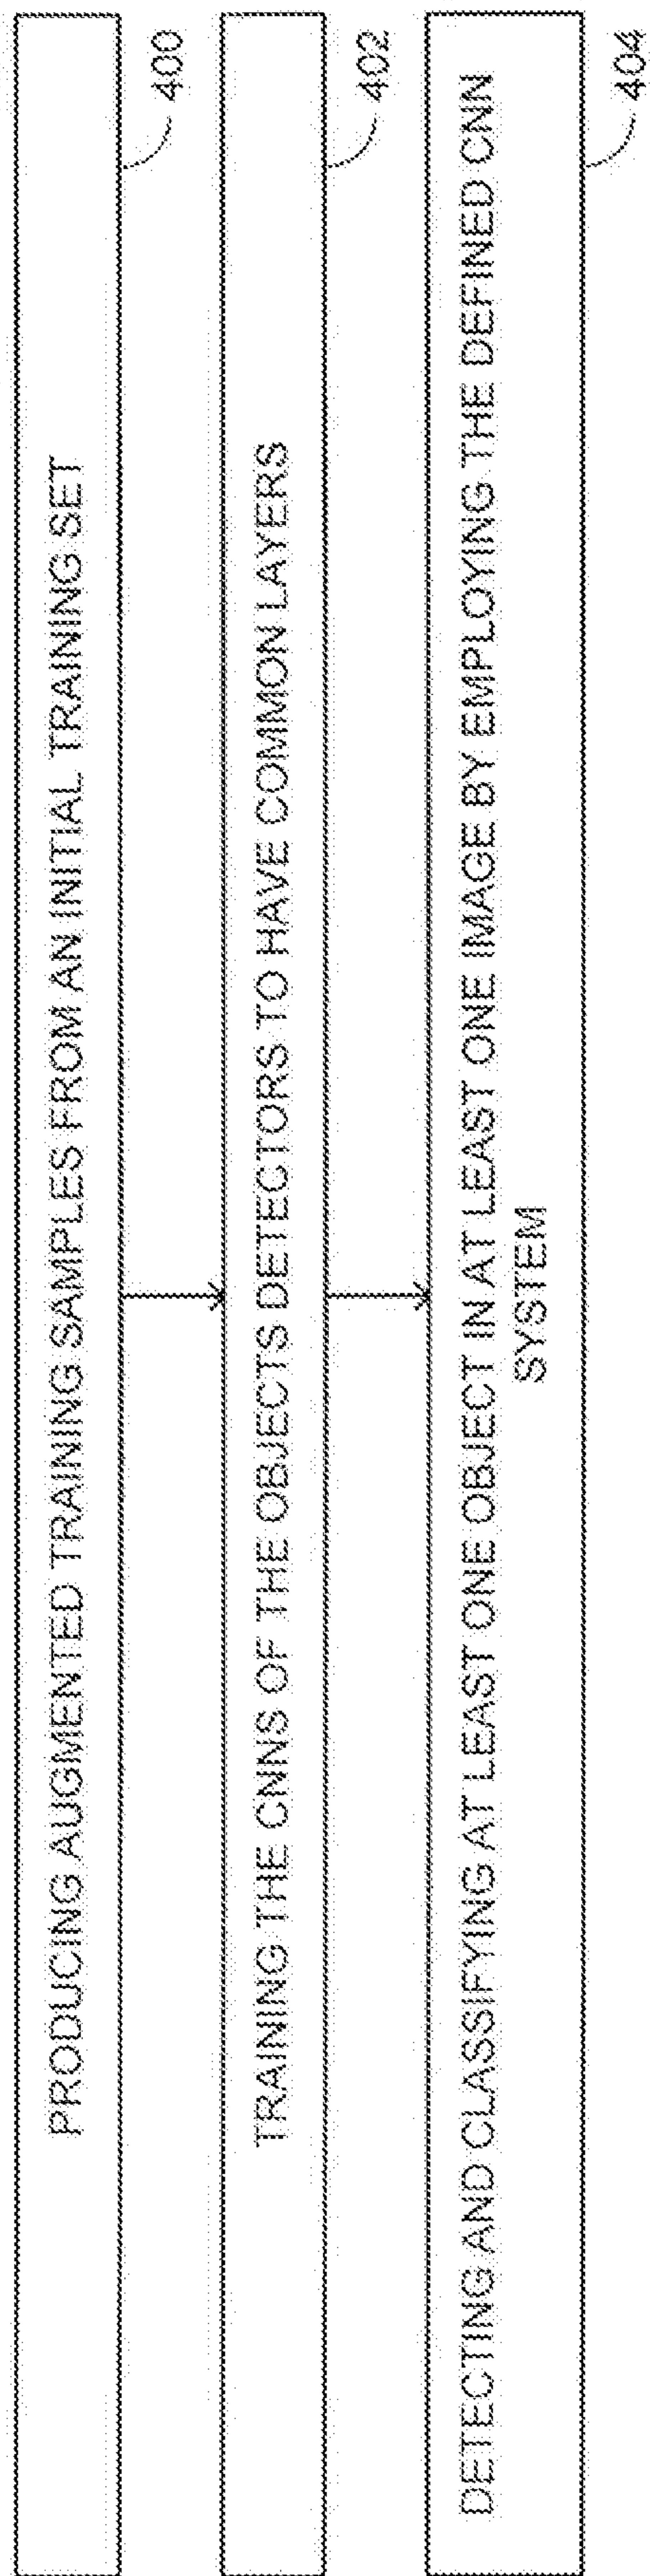 PRODUCING AUGMENTED TRAINING SAMPLES FROM AN INITIAL TRAINING SET
400
TRAINING THE CNNS OF THE OBJECTS DETECTORS TO HAVE COMMON LAYERS
402
DETECTING AND CLASSIFYING AT LEAST ONE OBJECT IN AT LEAST ONE IMAGE BY EMPLOYING THE DEFINED CNN
SYSTEM
404